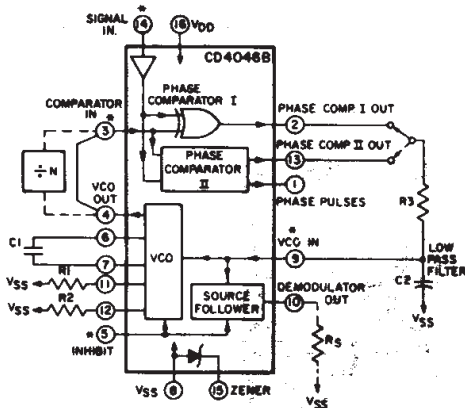 *
SIGNAL IN.
14
16
VDD
CD4046B
PHASE COMPARATOR I
COMPARATOR IN
*
3
2
PHASE COMP I OUT
PHASE COMP II OUT
13
PHASE COMPARATOR II
1
PHASE PULSES
÷ N
VCO OUT
4
R3
*
VCO IN
9
6
C1
7
VCO
LOW PASS FILTER
C2
VSS
VSS
R1
11
VSS
R2
12
SOURCE FOLLOWER
10
DEMODULATOR OUT
*
5
INHIBIT
RS
VSS
VSS
8
15
ZENER